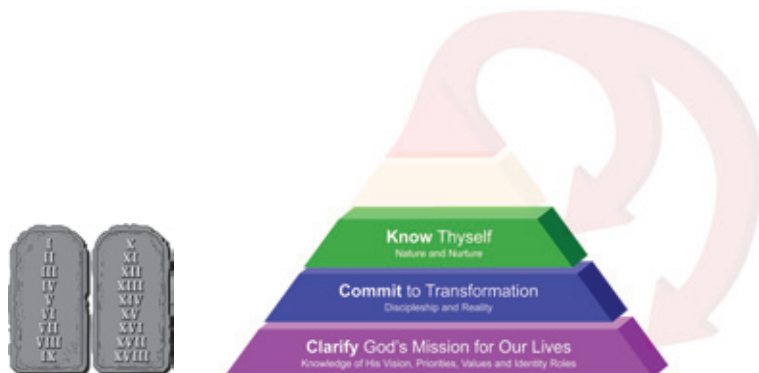 I
II
III
IV
V
VI
VII
VIII
IX
X
XI
XII
XIII
XIV
XV
XVI
XVII
XVIII
Know Thyself
Nature and Nurture
Commit to Transformation
Discipleship and Reality
Clarify God's Mission for Our Lives
Knowledge of His Vision, Priorities, Values and Identity Roles